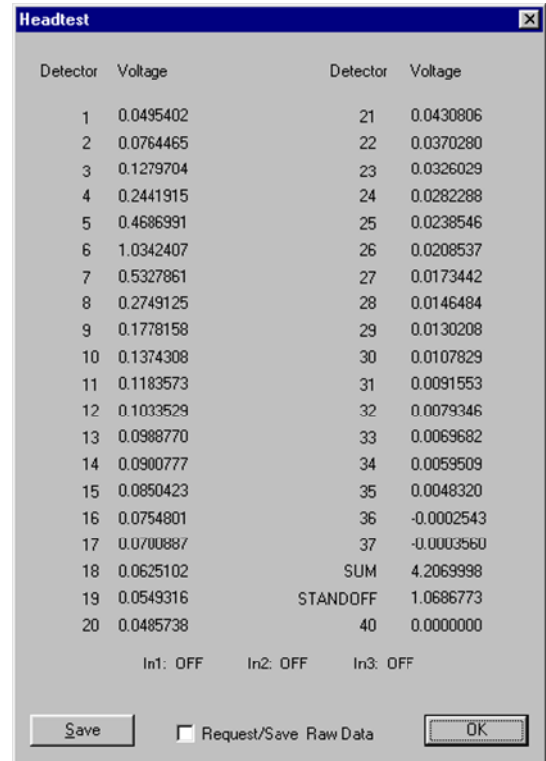 Headtest
Detector Voltage Detector Voltage
1 0.0495402 21 0.0430806
2 0.0764465 22 0.0370280
3 0.1279704 23 0.0326029
4 0.2441915 24 0.0282288
5 0.4686991 25 0.0238546
6 1.0342407 26 0.0208537
7 0.5327861 27 0.0173442
8 0.2749125 28 0.0146484
9 0.1778158 29 0.0130208
10 0.1374308 30 0.0107829
11 0.1183573 31 0.0091553
12 0.1033529 32 0.0079346
13 0.0988770 33 0.0069682
14 0.0900777 34 0.0059509
15 0.0850423 35 0.0048320
16 0.0754801 36 -0.0002543
17 0.0700887 37 -0.0003560
18 0.0625102 SUM 4.2069998
19 0.0549316 STANDOFF 1.0686773
20 0.0485738 40 0.0000000
In1: OFF In2: OFF In3: OFF
Save Request/Save Raw Data OK